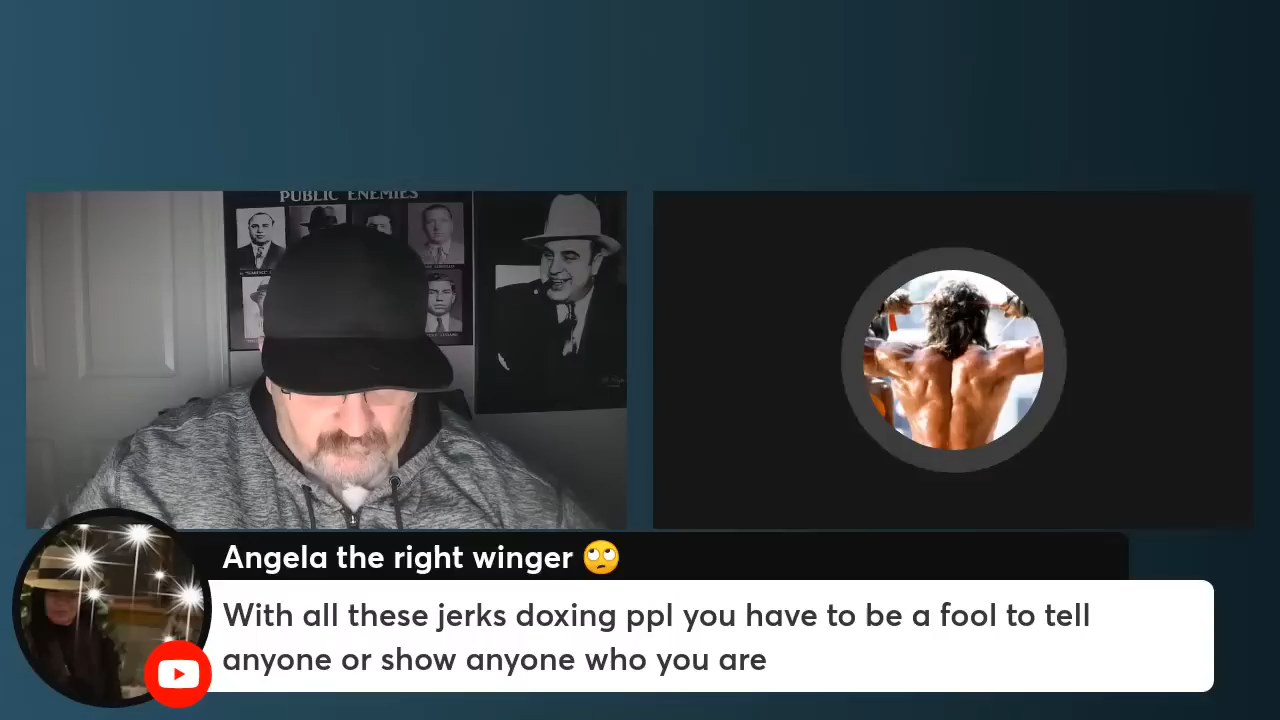 PUBLIC ENEMIES
Angela the right winger 🙄
With all these jerks doxing ppl you have to be a fool to tell
anyone or show anyone who you are